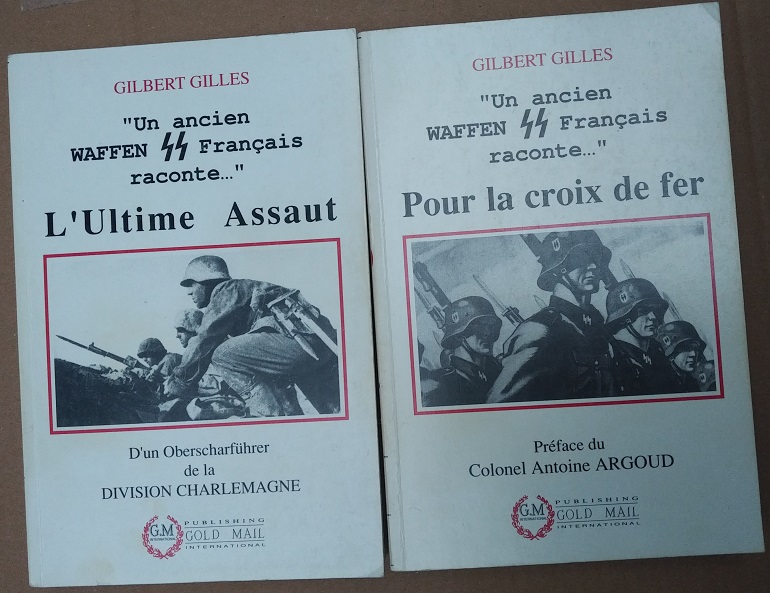 GILBERT GILLES
"Un ancien
WAFFEN SS Français
raconte..."
L'Ultime Assaut
D'un Oberscharführer
de la
DIVISION CHARLEMAGNE
G.M
INTERNATIONAL
PUBLISHING
GOLD MAIL
INTERNATIONAL
GILBERT GILLES
"Un ancien
WAFFEN SS Français
raconte..."
Pour la croix de fer
Préface du
Colonel Antoine ARGOUD
G.M
INTERNATIONAL
PUBLISHING
GOLD MAIL
INTERNATIONAL